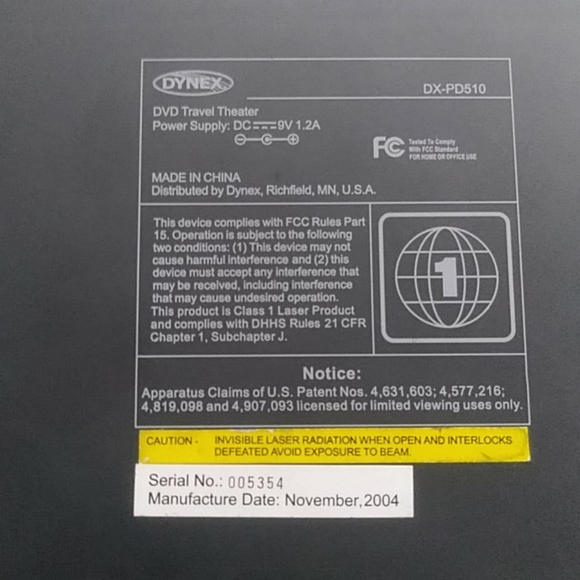 DYNEX
DX-PD510
DVD Travel Theater
Power Supply: DC 9V 1.2A
FC
Tested To Comply
With FCC Standard
FOR HOME OR OFFICE USE
MADE IN CHINA
Distributed by Dynex, Richfield, MN, U.S.A.
This device complies with FCC Rules Part
15. Operation is subject to the following
two conditions: (1) This device may not
cause harmful interference and (2) this
device must accept any interference that
may be received, including interference
that may cause undesired operation.
This product is Class 1 Laser Product
and complies with DHHS Rules 21 CFR
Chapter 1, Subchapter J.
1
Notice:
Apparatus Claims of U.S. Patent Nos. 4,631,603; 4,577,216;
4,819,098 and 4,907,093 licensed for limited viewing uses only.
CAUTION - INVISIBLE LASER RADIATION WHEN OPEN AND INTERLOCKS
DEFEATED AVOID EXPOSURE TO BEAM.
Serial No.: 005354
Manufacture Date: November,2004